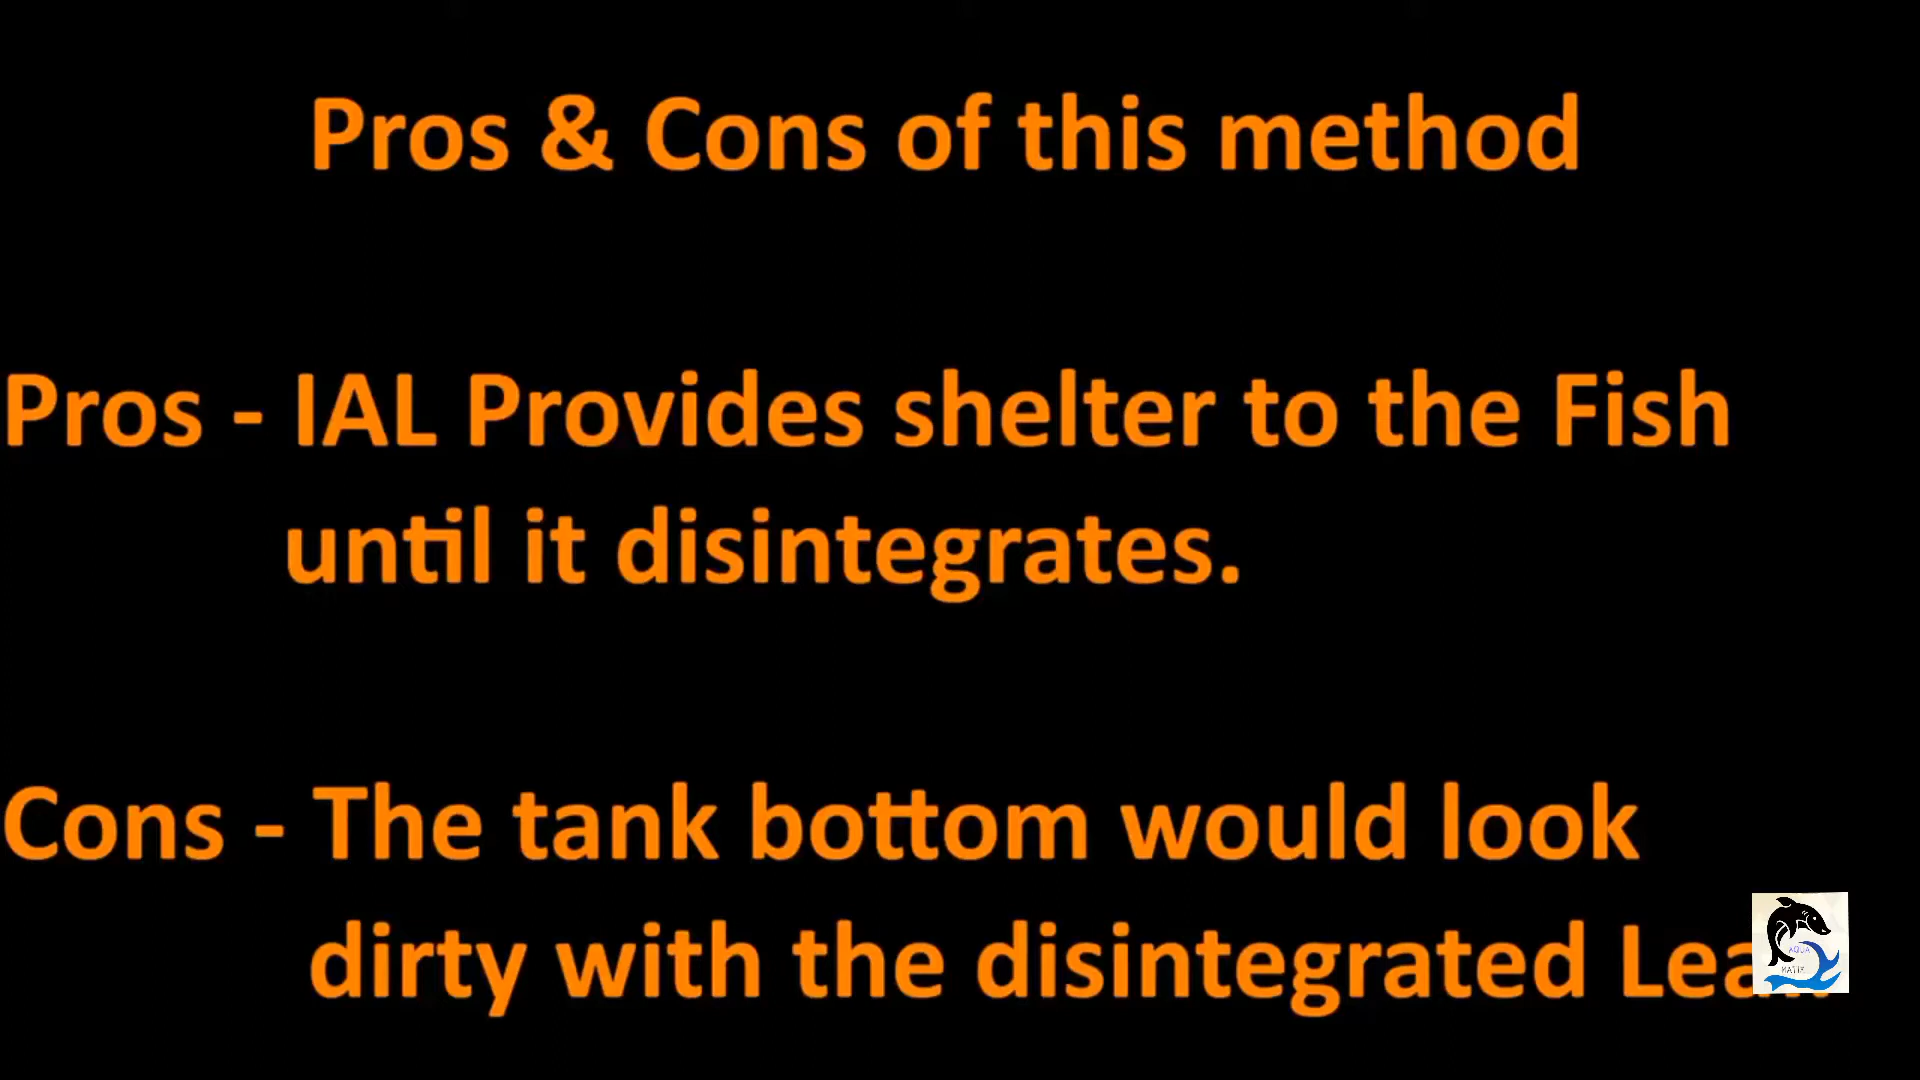 Pros & Cons of this method
Pros - IAL Provides shelter to the Fish
until it disintegrates.
Cons - The tank bottom would look
dirty with the disintegrated
AQUA